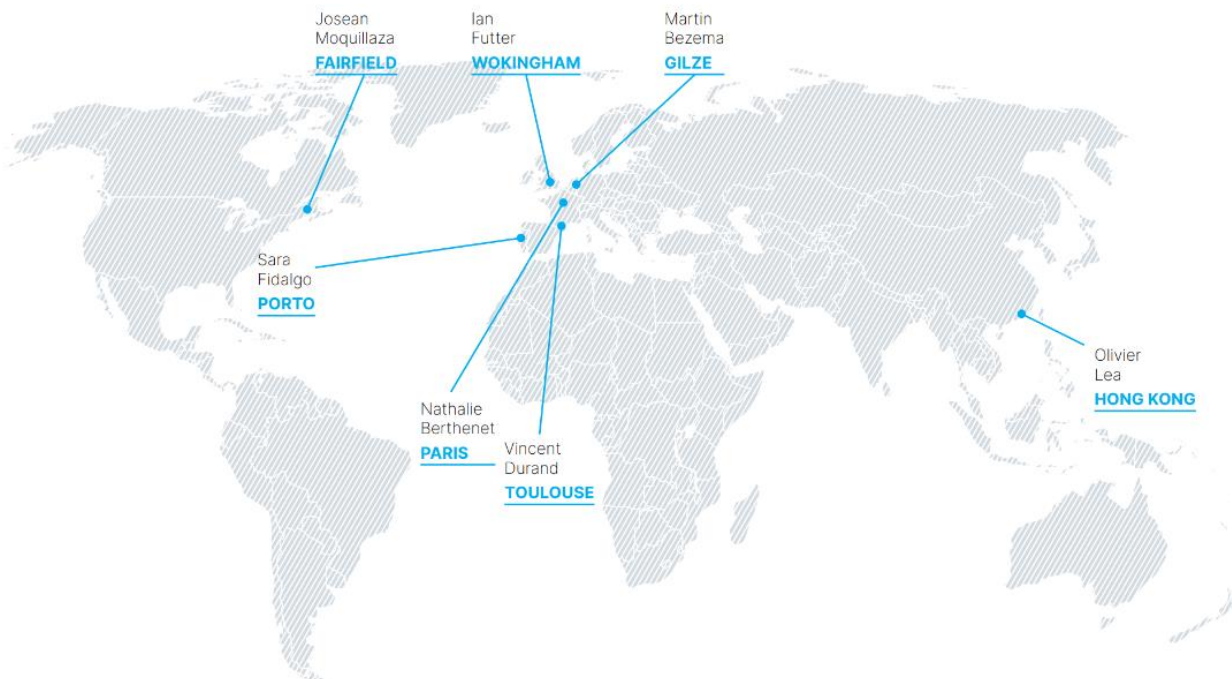 Josean
Moquillaza
FAIRFIELD
Ian
Futter
WOKINGHAM
Martin
Bezema
GILZE
Sara
Fidalgo
PORTO
Nathalie
Berthenet
PARIS
Vincent
Durand
TOULOUSE
Olivier
Lea
HONG KONG